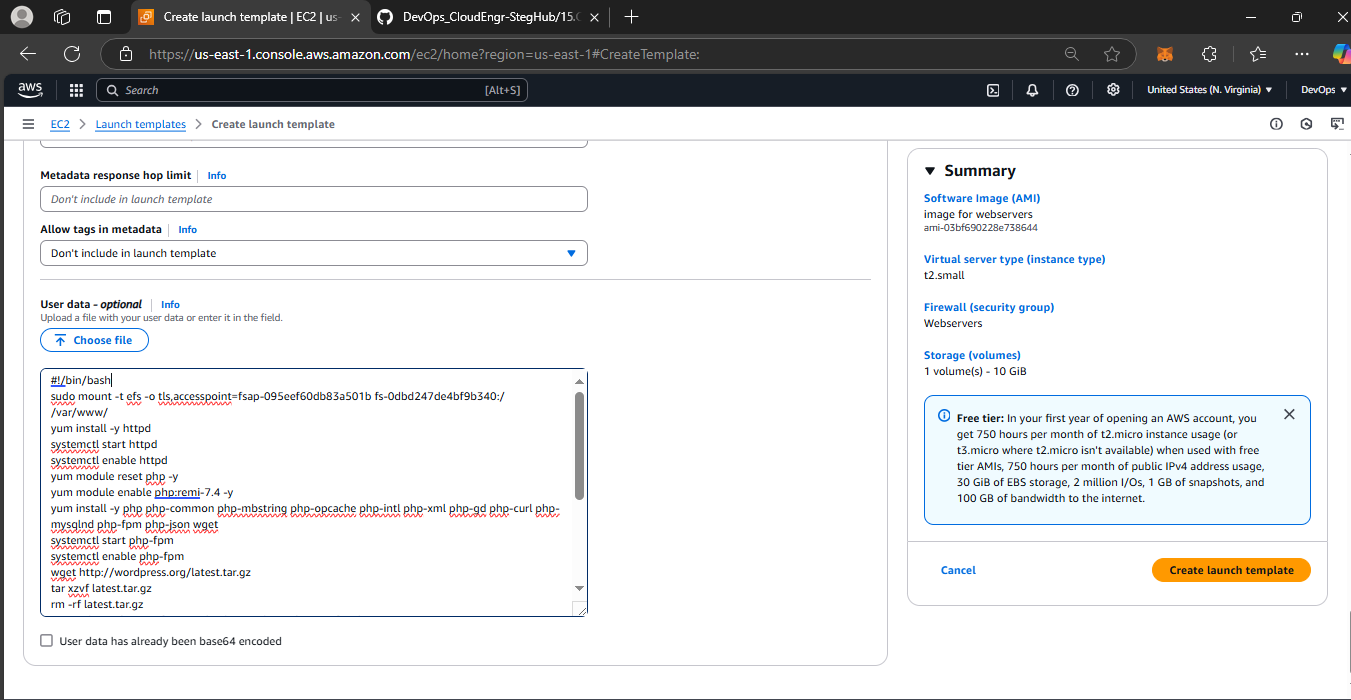 Create launch template | EC2 | us-
DevOps_CloudEngr-StegHub/15.
https://us-east-1.console.aws.amazon.com/ec2/home?region=us-east-1#CreateTemplate:
aws
Search
[Alt+S]
United States (N. Virginia)
DevOps
EC2
Launch templates
Create launch template
Metadata response hop limit
Info
Don't include in launch template
Allow tags in metadata
Info
Don't include in launch template
User data - optional
Info
Upload a file with your user data or enter it in the field.
Choose file
#!/bin/bash
sudo mount -t efs -o tls,accesspoint=fsap-095eef60db83a501b fs-0dbd247de4bf9b340:/
/var/www/
yum install -y httpd
systemctl start httpd
systemctl enable httpd
yum module reset php -y
yum module enable php:remi-7.4 -y
yum install -y php php-common php-mbstring php-opcache php-intl php-xml php-gd php-curl php-
mysqlnd php-fpm php-json wget
systemctl start php-fpm
systemctl enable php-fpm
wget http://wordpress.org/latest.tar.gz
tar xzvf latest.tar.gz
rm -rf latest.tar.gz
User data has already been base64 encoded
Summary
Software Image (AMI)
image for webservers
ami-03bf690228e738644
Virtual server type (instance type)
t2.small
Firewall (security group)
Webservers
Storage (volumes)
1 volume(s) - 10 GiB
Free tier: In your first year of opening an AWS account, you
get 750 hours per month of t2.micro instance usage (or
t3.micro where t2.micro isn't available) when used with free
tier AMIs, 750 hours per month of public IPv4 address usage,
30 GiB of EBS storage, 2 million I/Os, 1 GB of snapshots, and
100 GB of bandwidth to the internet.
Cancel
Create launch template